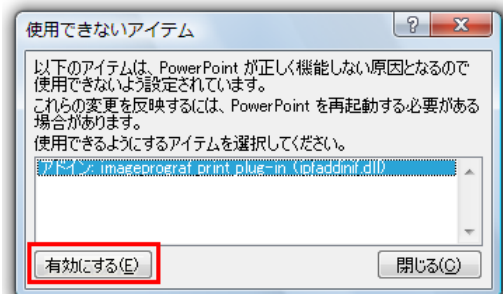 使用できないアイテム
以下のアイテムは、PowerPoint が正しく機能しない原因となるので
使用できないよう設定されています。
これらの変更を反映するには、PowerPoint を再起動する必要がある
場合があります。
使用できるようにするアイテムを選択してください。
アドイン: imageprograf print plug-in (ipfaddinif.dll)
有効にする(E)
閉じる(C)